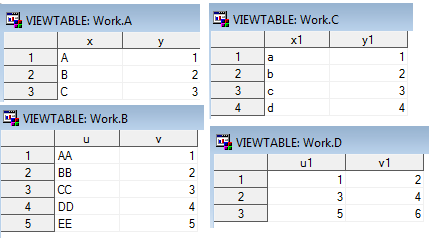 VIEWTABLE: Work.A
x y
1 A 1
2 B 2
3 C 3
VIEWTABLE: Work.B
u v
1 AA 1
2 BB 2
3 CC 3
4 DD 4
5 EE 5
VIEWTABLE: Work.C
x1 y1
1 a 1
2 b 2
3 c 3
4 d 4
VIEWTABLE: Work.D
u1 v1
1 1 2
2 3 4
3 5 6